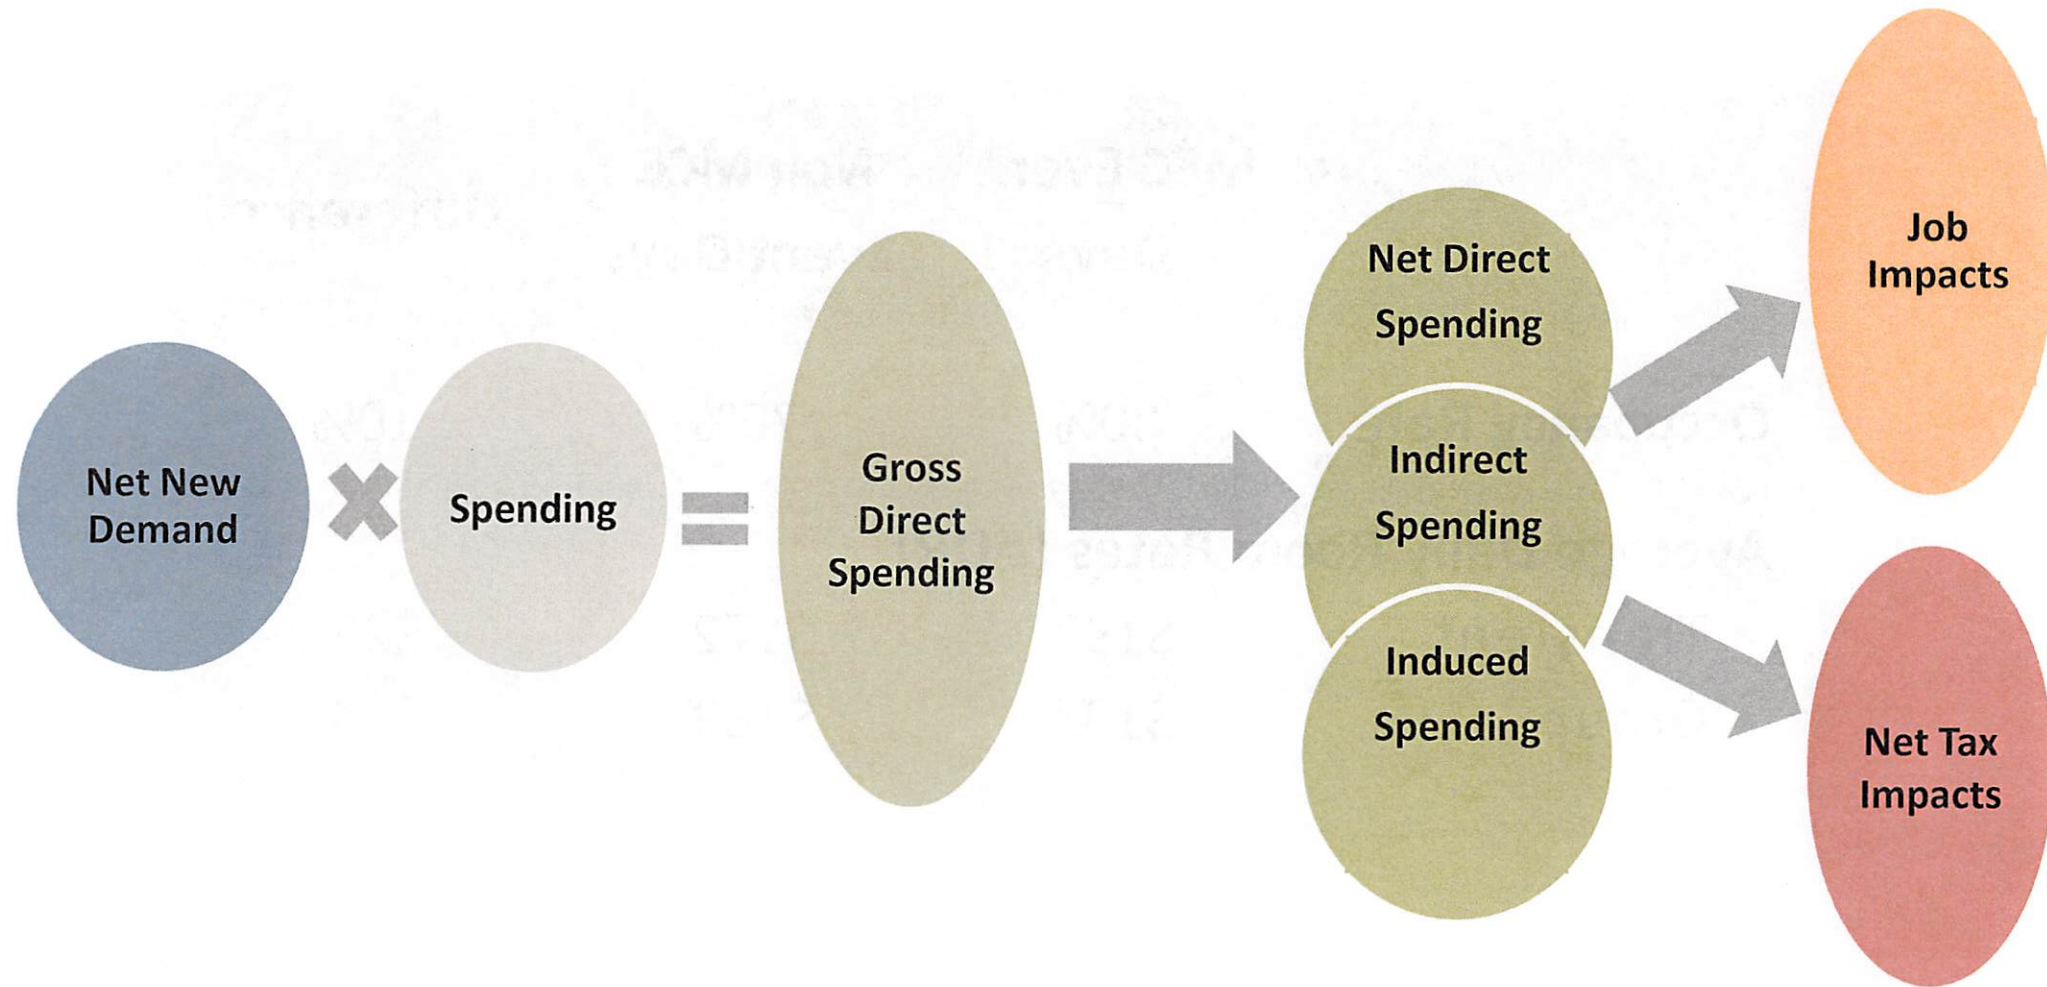 Net New
Demand
Spending
Gross
Direct
Spending
Net Direct
Spending
Indirect
Spending
Induced
Spending
Job
Impacts
Net Tax
Impacts